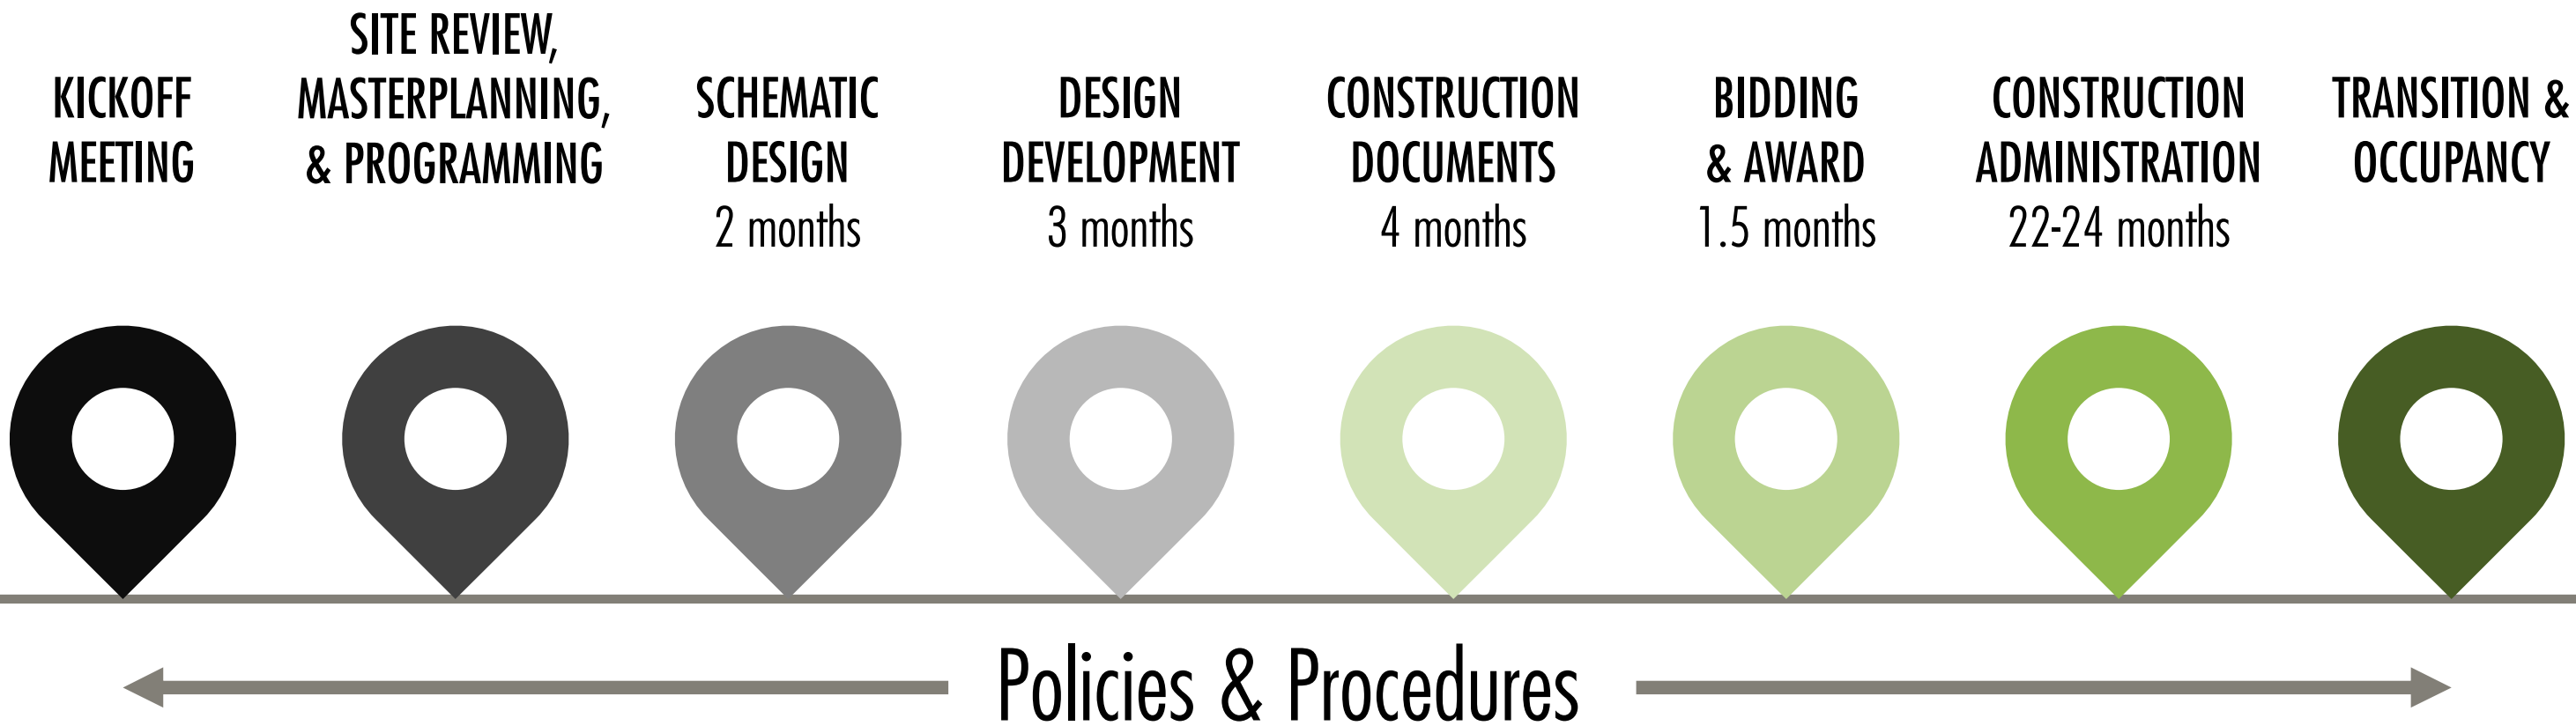 KICKOFF
MEETING
SITE REVIEW,
MASTERPLANNING,
& PROGRAMMING
SCHEMATIC
DESIGN
2 months
DESIGN
DEVELOPMENT
3 months
CONSTRUCTION
DOCUMENTS
4 months
BIDDING
& AWARD
1.5 months
CONSTRUCTION
ADMINISTRATION
22-24 months
TRANSITION &
OCCUPANCY
Policies & Procedures